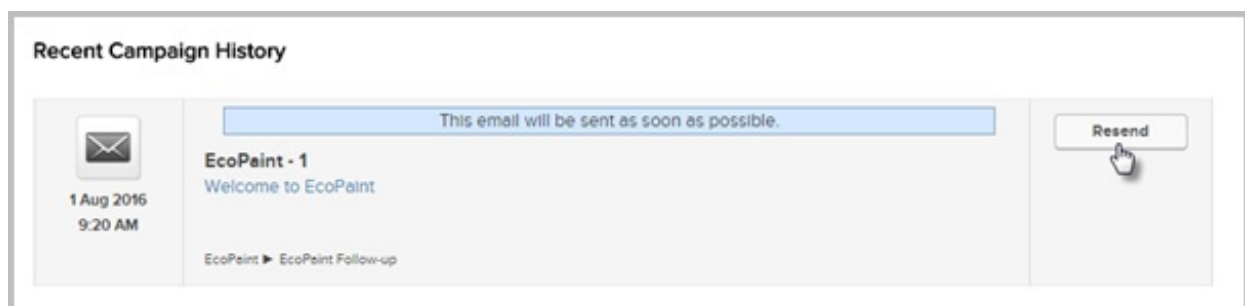 Recent Campaign History
This email will be sent as soon as possible.
Resend
EcoPaint - 1
Welcome to EcoPaint
1 Aug 2016
9:20 AM
EcoPaint ► EcoPaint Follow-up